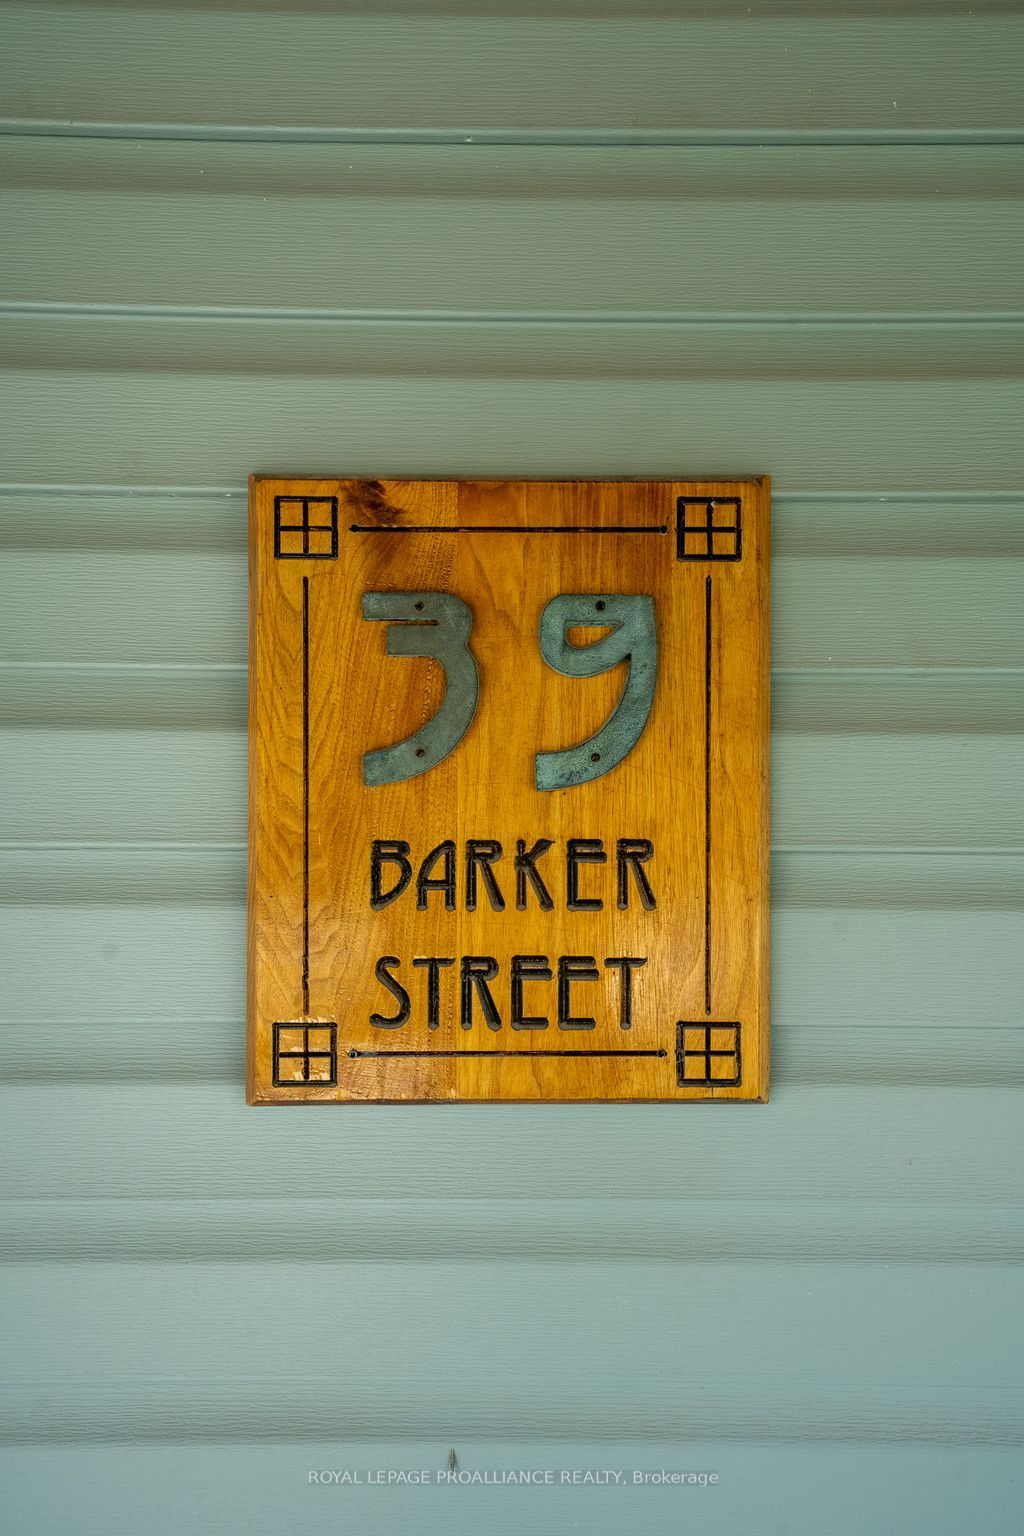 39
BARKER
STREET
ROYAL LEPAGE PROALLIANCE REALTY, Brokerage